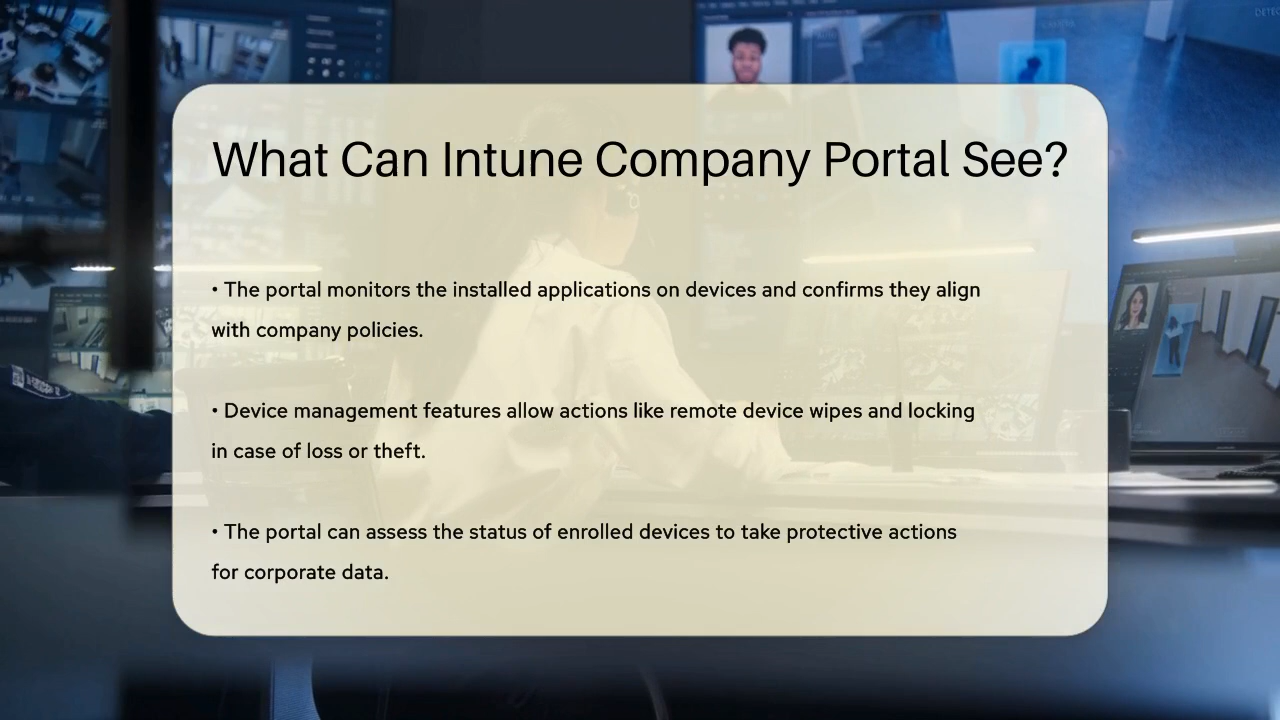 What Can Intune Company Portal See?
• The portal monitors the installed applications on devices and confirms they align
with company policies.
• Device management features allow actions like remote device wipes and locking
in case of loss or theft.
• The portal can assess the status of enrolled devices to take protective actions
for corporate data.